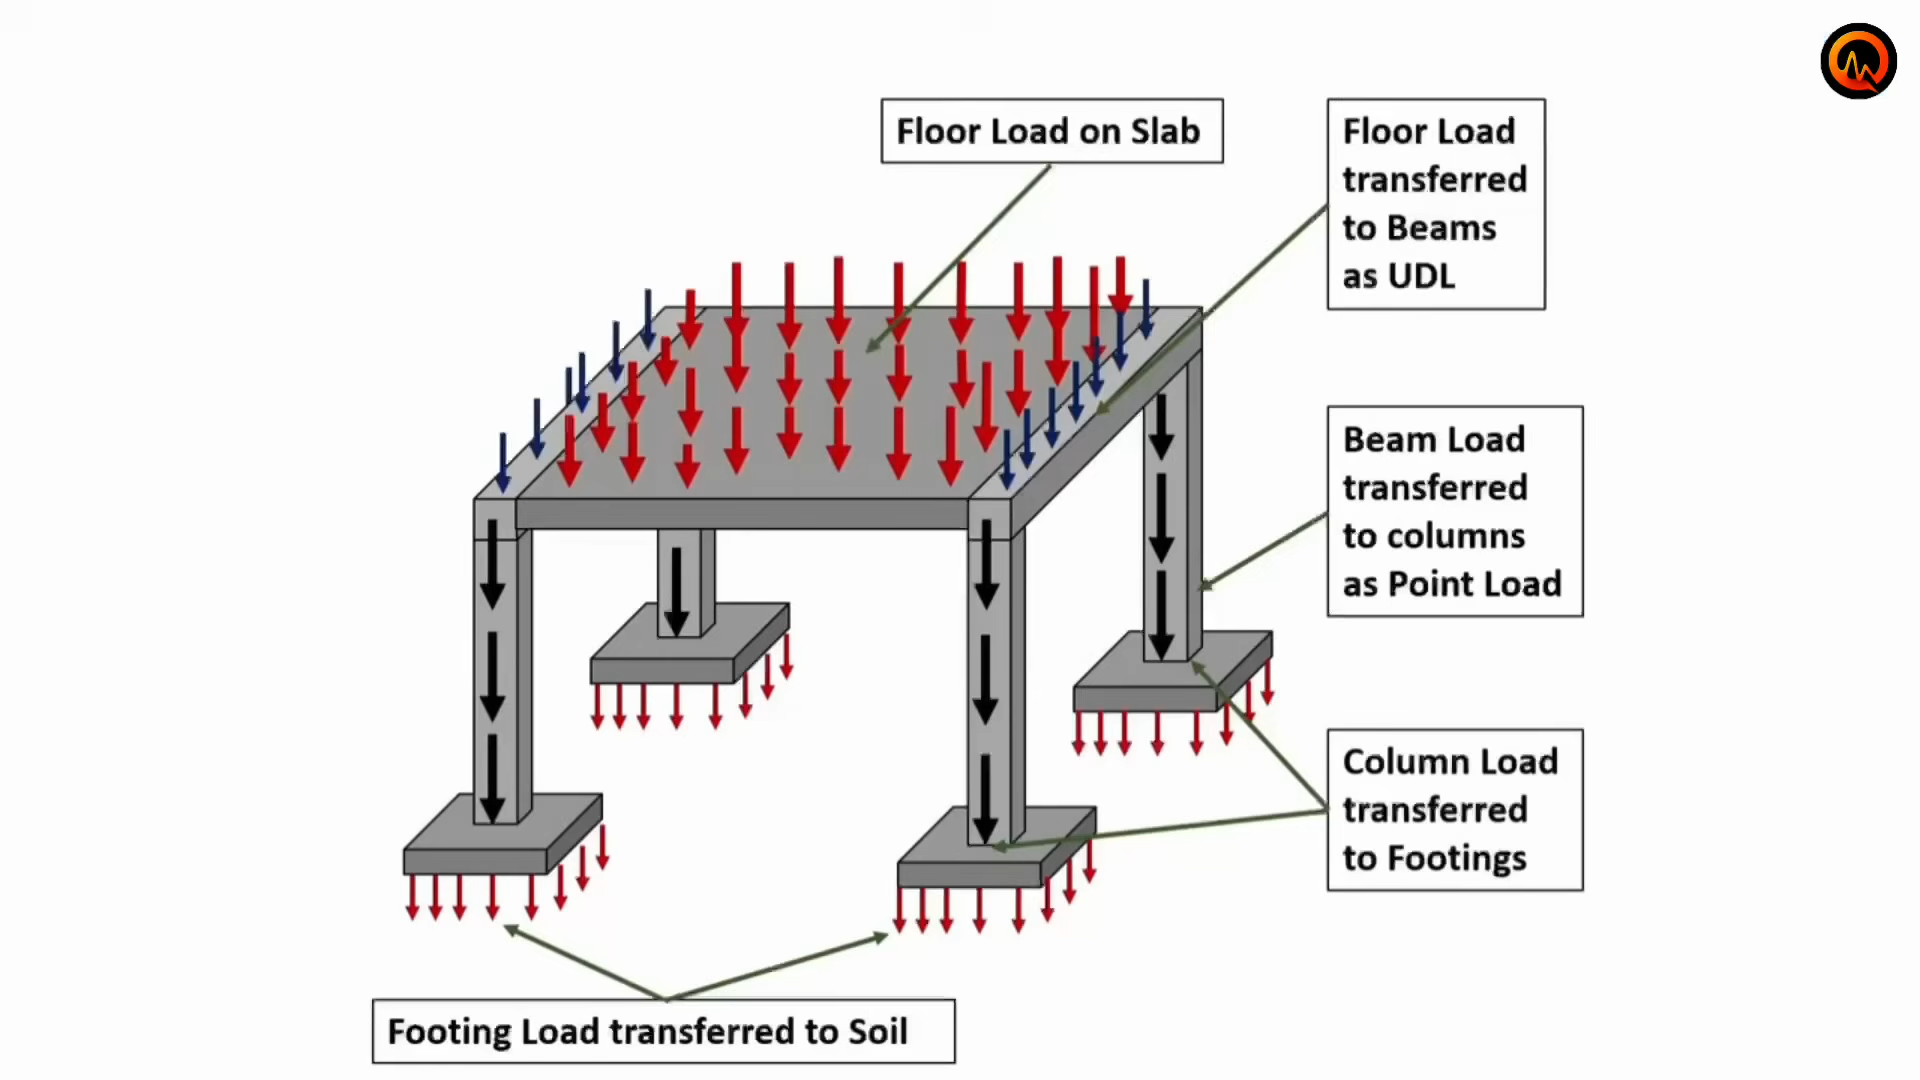 Floor Load on Slab
Floor Load
transferred
to Beams
as UDL
Beam Load
transferred
to columns
as Point Load
Column Load
transferred
to Footings
Footing Load transferred to Soil